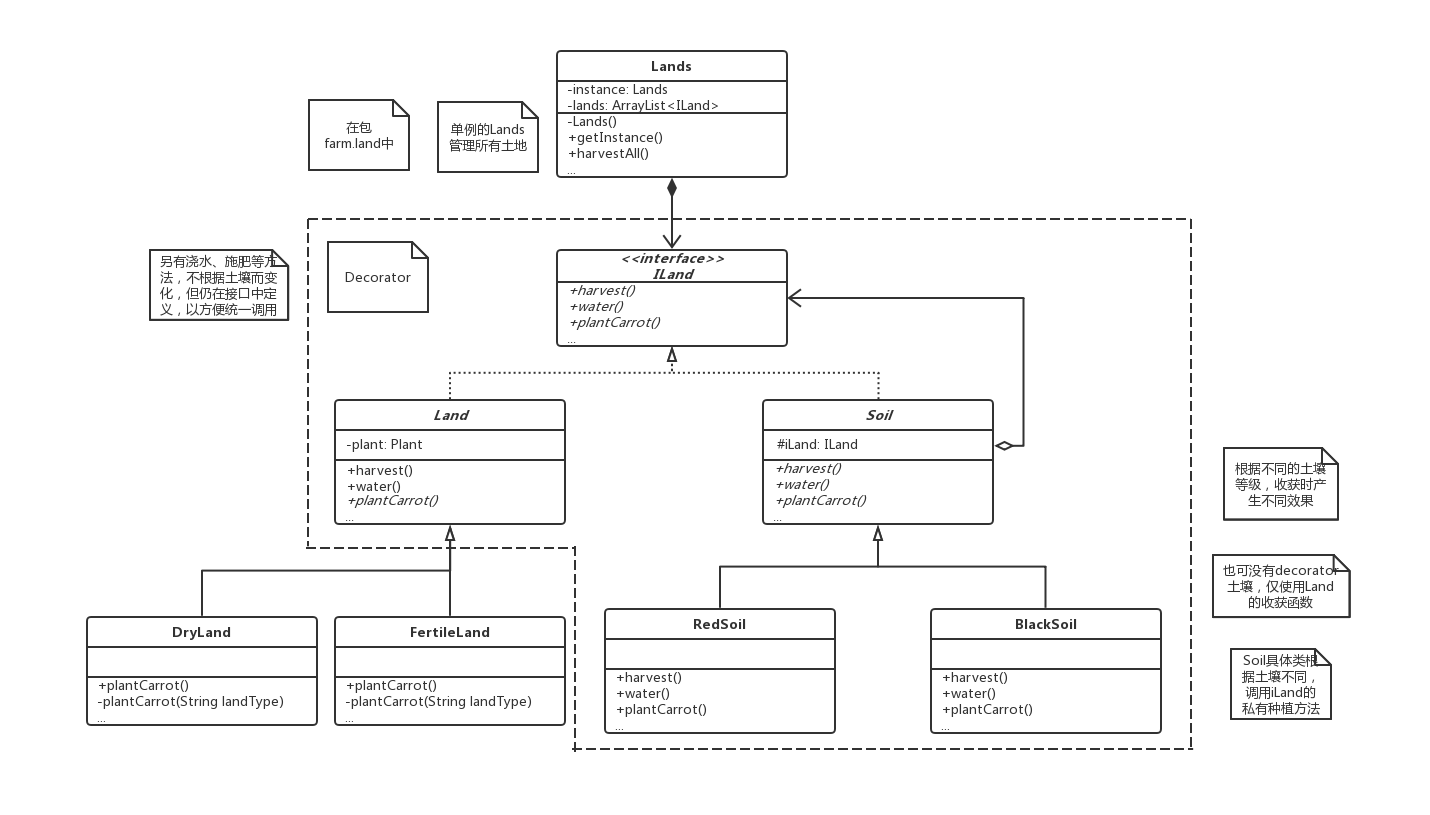 Lands
-instance: Lands
-lands: ArrayList<ILand>
-Lands()
+getInstance()
+harvestAll()
...
在包
farm.land中
单例的Lands
管理所有土地
另有浇水、施肥等方
法，不根据土壤而变
化，但仍在接口中定
义，以方便统一调用
Decorator
<<interface>>
ILand
+harvest()
+water()
+plantCarrot()
...
Land
-plant: Plant
+harvest()
+water()
+plantCarrot()
...
Soil
#iLand: ILand
+harvest()
+water()
+plantCarrot()
...
根据不同的土壤
等级，收获时产
生不同效果
也可没有decorator
土壤，仅使用Land
的收获函数
DryLand
+plantCarrot()
-plantCarrot(String landType)
...
FertileLand
+plantCarrot()
-plantCarrot(String landType)
...
RedSoil
+harvest()
+water()
+plantCarrot()
...
BlackSoil
+harvest()
+water()
+plantCarrot()
...
Soil具体类根
据土壤不同，
调用iLand的
私有种植方法